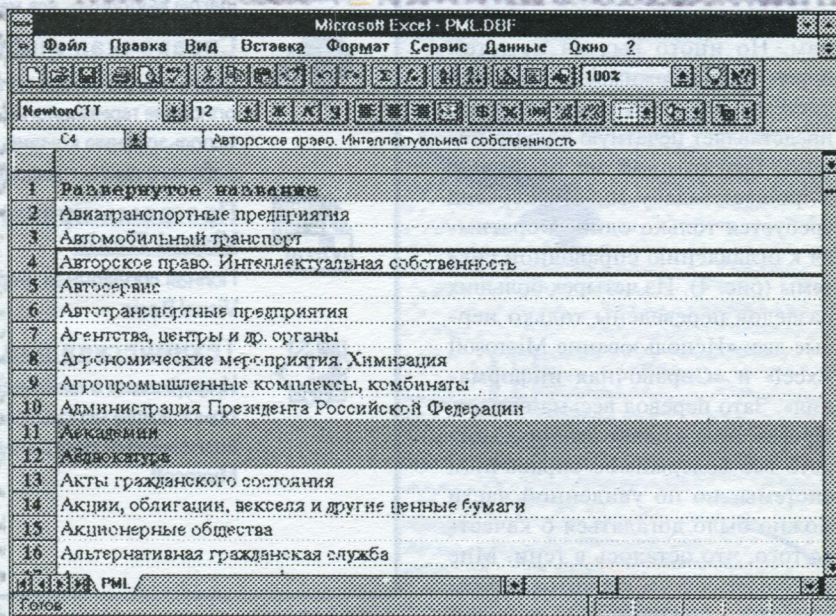 Microsoft Excel - PML.DBF
Файл Правка Вид Вставка Формат Сервис Данные Окно ?
100%
NewtonCTT 12 Ж К Ч $ %
C4 Авторское право. Интеллектуальная собственность
1 Развернутое название
2 Авиатранспортные предприятия
3 Автомобильный транспорт
4 Авторское право. Интеллектуальная собственность
5 Автосервис
6 Автотранспортные предприятия
7 Агентства, центры и др. органы
8 Агрономические мероприятия. Химизация
9 Агропромышленные комплексы, комбинаты
10 Администрация Президента Российской Федерации
11
12
13 Акты гражданского состояния
14 Акции, облигации, векселя и другие ценные бумаги
15 Акционерные общества
16 Альтернативная гражданская служба
PML
Готов